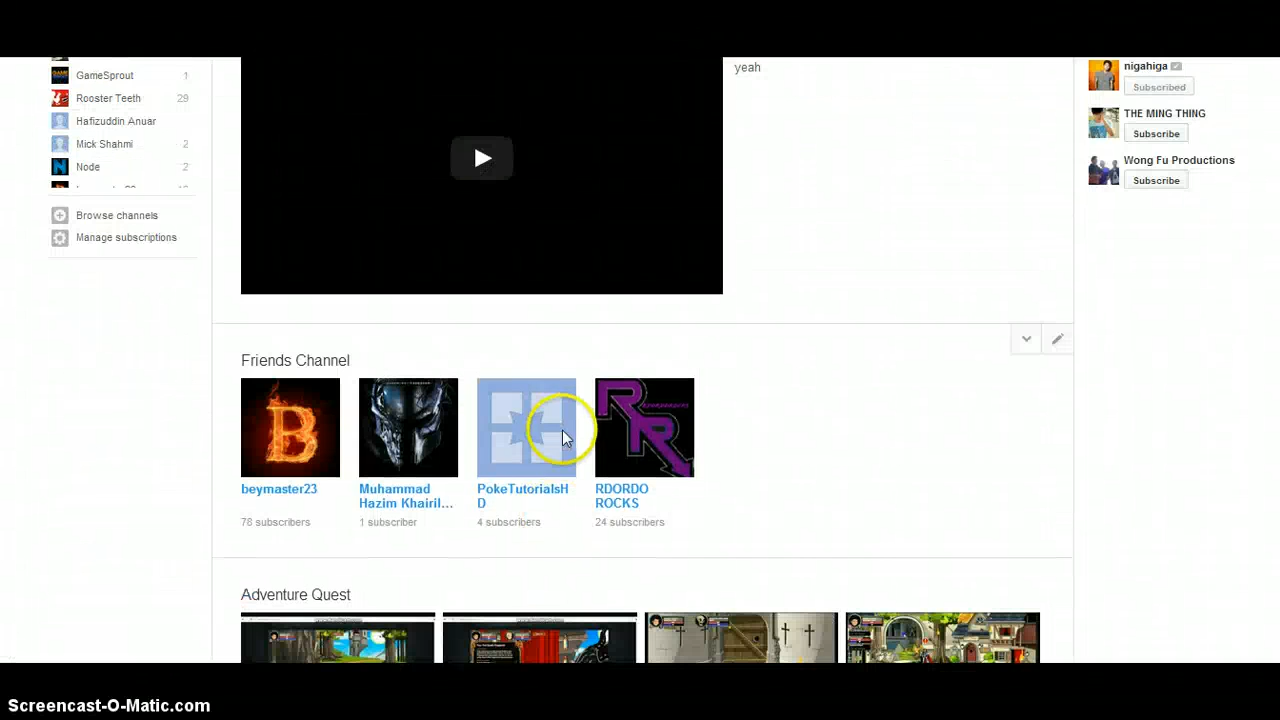 GameSprout 1
Rooster Teeth 29
Hafizuddin Anuar
Mick Shahmi 2
Node 2
Browse channels
Manage subscriptions
yeah
nigahiga
Subscribed
THE MING THING
Subscribe
Wong Fu Productions
Subscribe
Friends Channel
beymaster23
78 subscribers
Muhammad
Hazim Khairil...
1 subscriber
PokeTutorialsH
D
4 subscribers
RDORDO
ROCKS
24 subscribers
Adventure Quest
Screencast-O-Matic.com